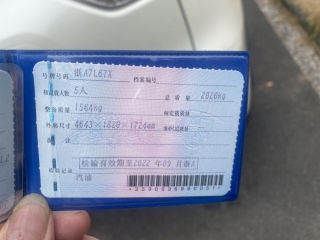 号牌号码 浙A7L67X 档案编号
核定载人数 5人 总质量 2020kg
整备质量 1564kg 核定载质量
外廓尺寸 4643×1820×1724mm 准牵引总质量
备注
检验有效期至2022年09月浙A
检验记录
汽油